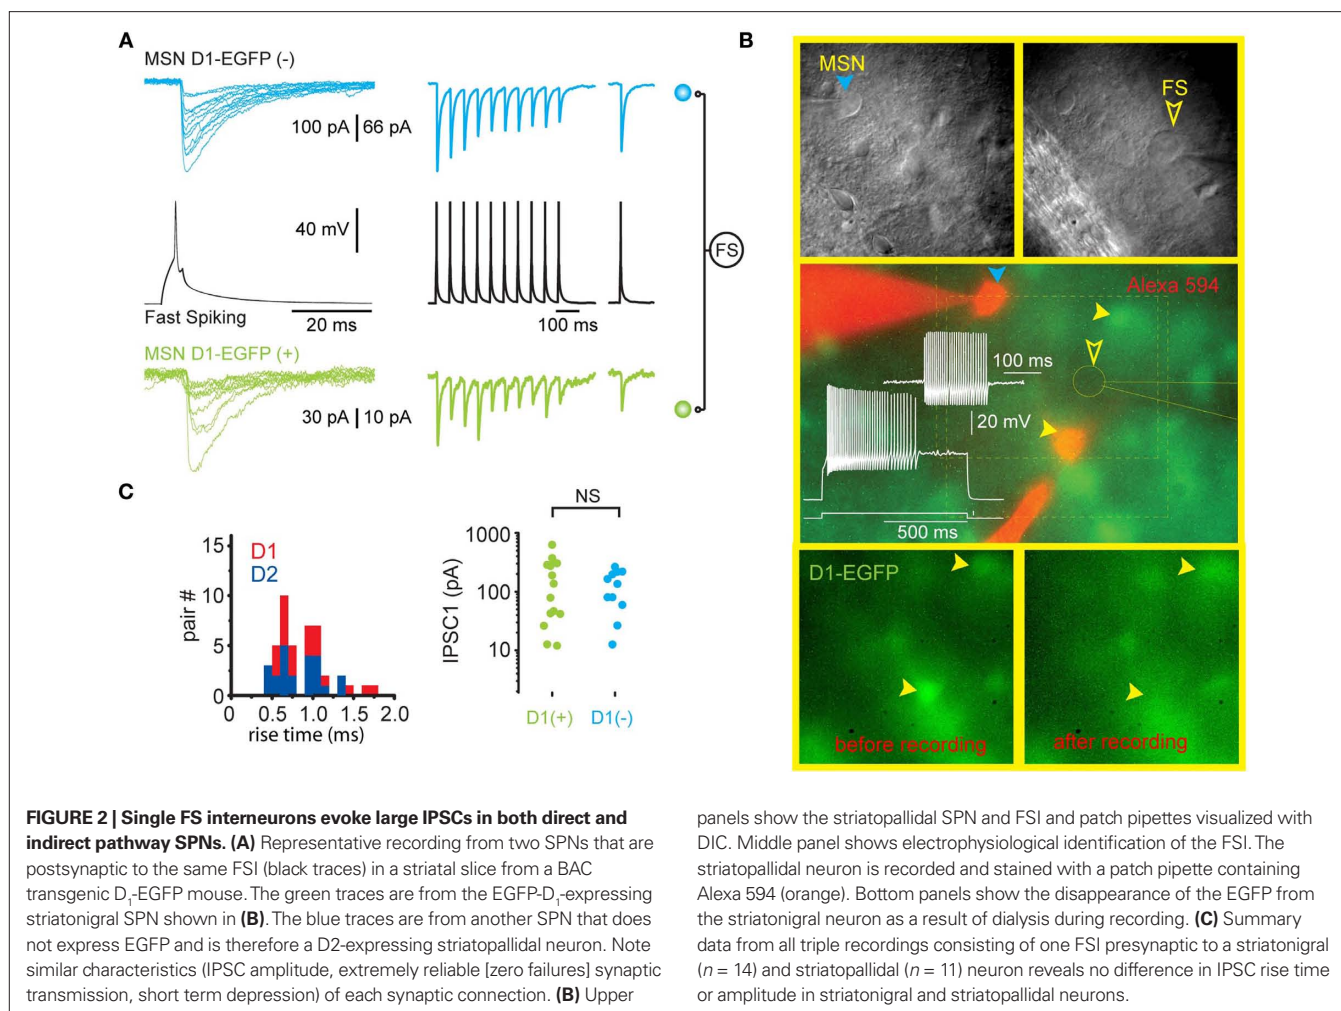 A
MSN D1-EGFP (-)
100 pA | 66 pA
40 mV
Fast Spiking
20 ms
100 ms
FS
MSN D1-EGFP (+)
30 pA | 10 pA
B
MSN
FS
Alexa 594
100 ms
20 mV
500 ms
D1-EGFP
before recording
after recording
C
D1
D2
15
10
5
0
pair #
0 0.5 1.0 1.5 2.0
rise time (ms)
NS
1000
100
10
IPSC1 (pA)
D1(+) D1(-)
FIGURE 2 | Single FS interneurons evoke large IPSCs in both direct and
indirect pathway SPNs. (A) Representative recording from two SPNs that are
postsynaptic to the same FSI (black traces) in a striatal slice from a BAC
transgenic D₁-EGFP mouse. The green traces are from the EGFP-D₁-expressing
striatonigral SPN shown in (B). The blue traces are from another SPN that does
not express EGFP and is therefore a D2-expressing striatopallidal neuron. Note
similar characteristics (IPSC amplitude, extremely reliable [zero failures] synaptic
transmission, short term depression) of each synaptic connection. (B) Upper
panels show the striatopallidal SPN and FSI and patch pipettes visualized with
DIC. Middle panel shows electrophysiological identification of the FSI. The
striatopallidal neuron is recorded and stained with a patch pipette containing
Alexa 594 (orange). Bottom panels show the disappearance of the EGFP from
the striatonigral neuron as a result of dialysis during recording. (C) Summary
data from all triple recordings consisting of one FSI presynaptic to a striatonigral
(n = 14) and striatopallidal (n = 11) neuron reveals no difference in IPSC rise time
or amplitude in striatonigral and striatopallidal neurons.